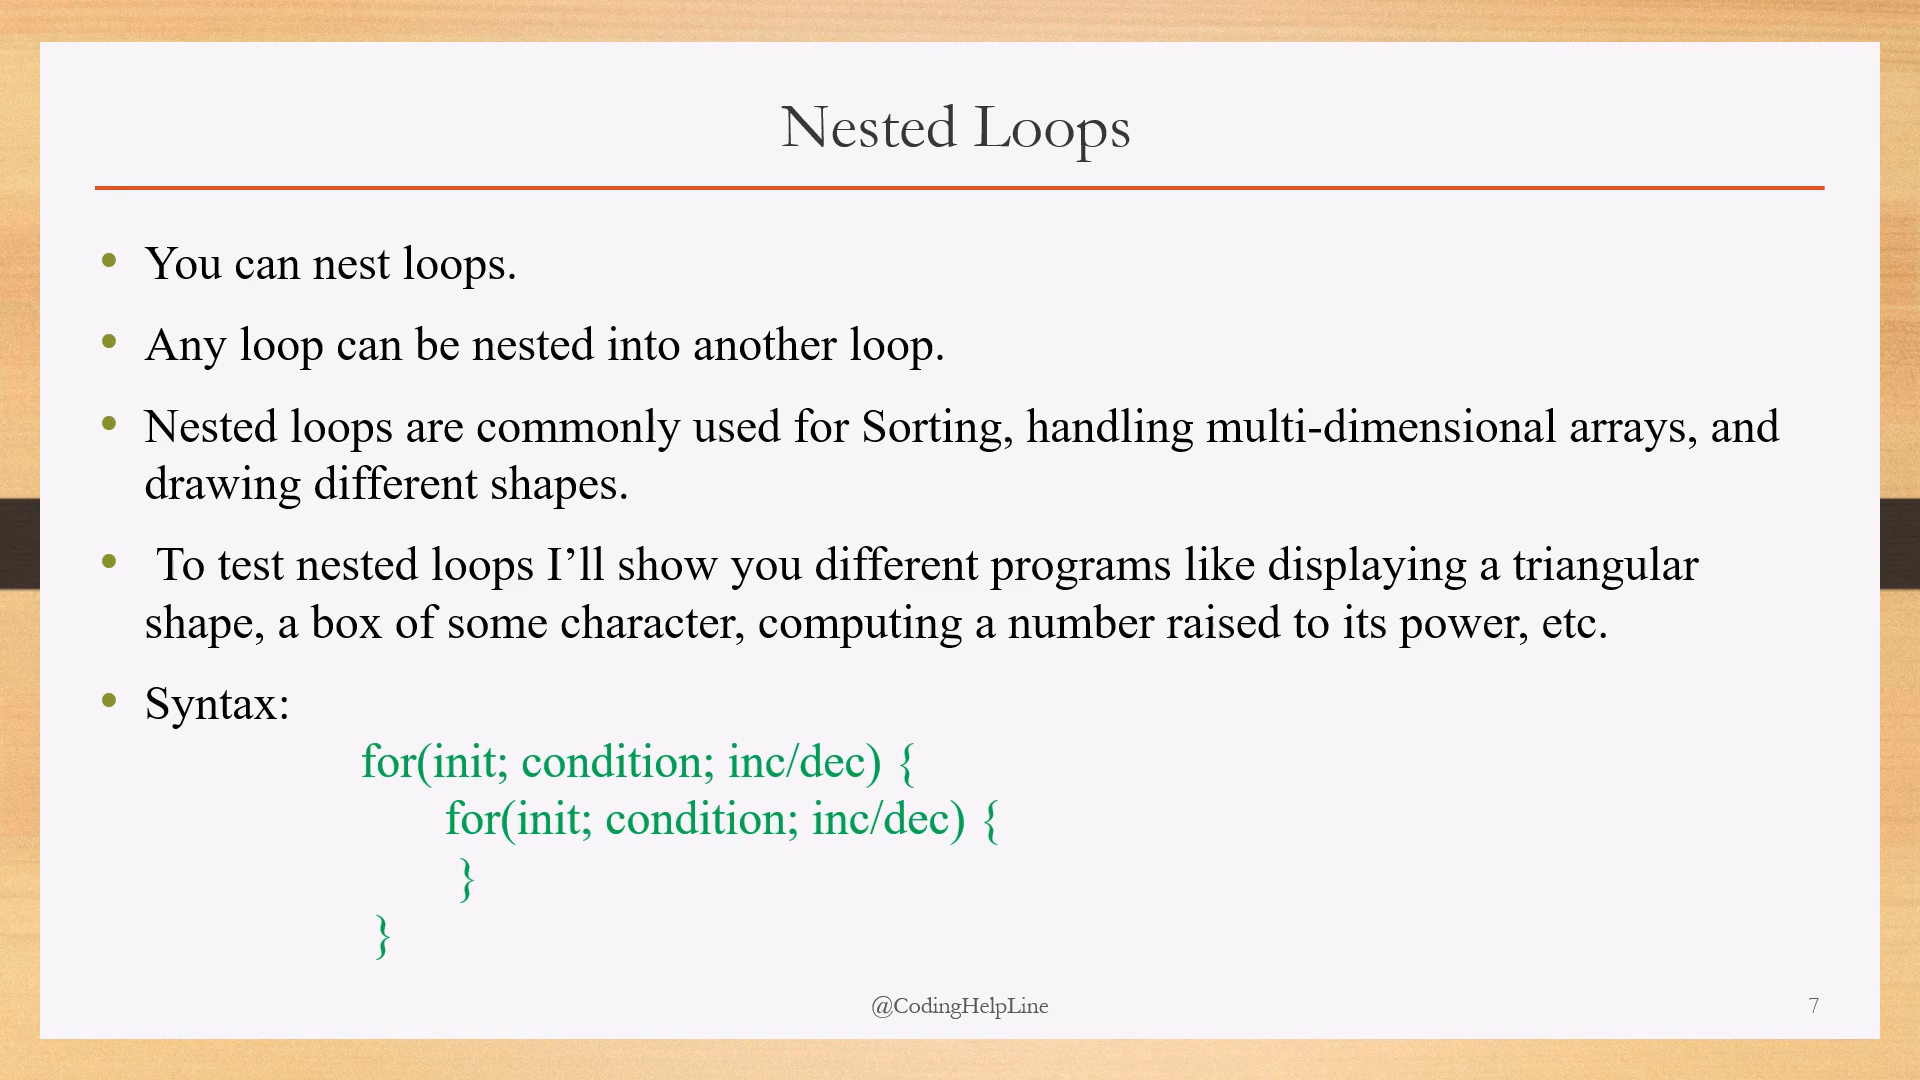 Nested Loops
• You can nest loops.
• Any loop can be nested into another loop.
• Nested loops are commonly used for Sorting, handling multi-dimensional arrays, and
drawing different shapes.
• To test nested loops I’ll show you different programs like displaying a triangular
shape, a box of some character, computing a number raised to its power, etc.
• Syntax:
for(init; condition; inc/dec) {
for(init; condition; inc/dec) {
}
}
@CodingHelpLine
7